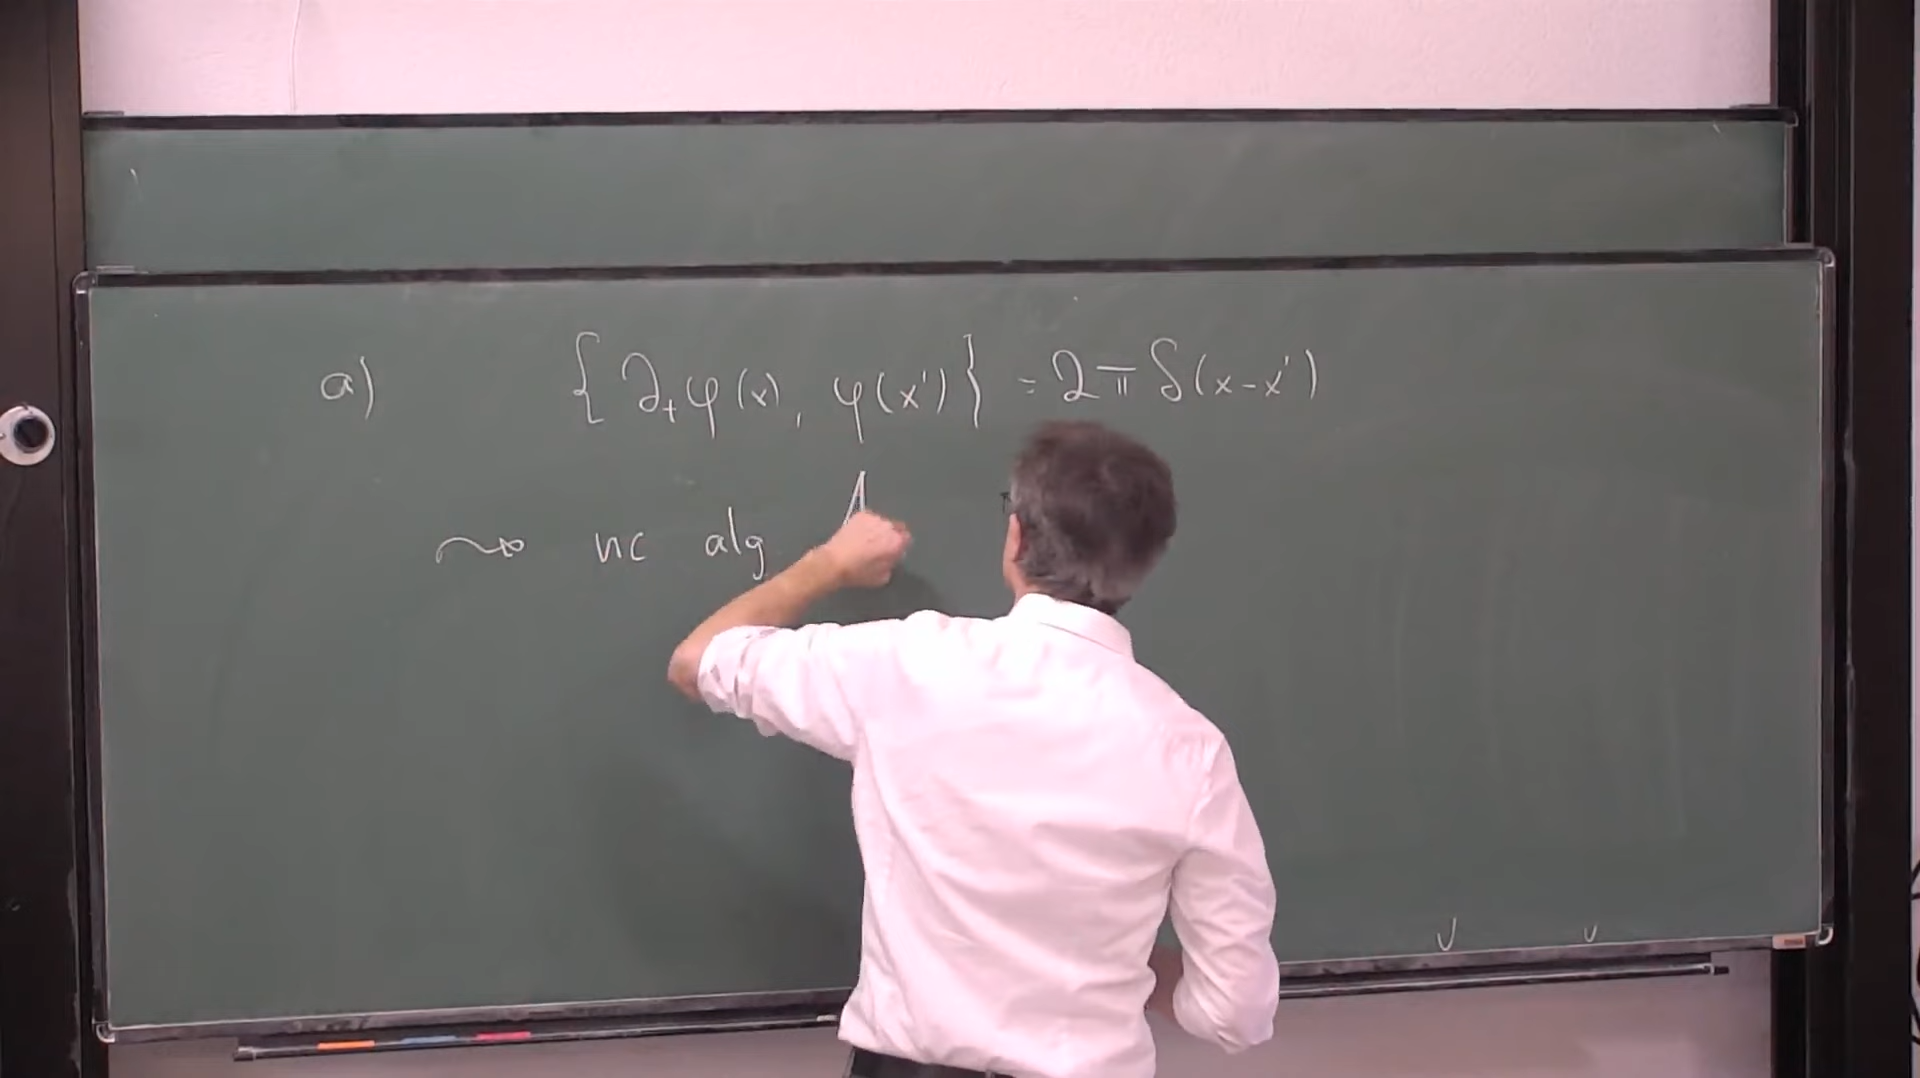 a) {∂₊φ(x), φ(x')} = 2π δ(x-x')
⇝ nc alg A